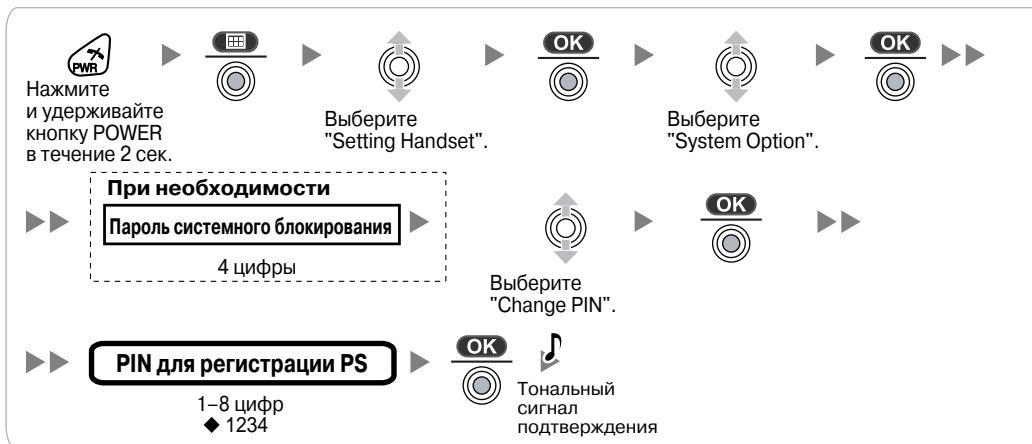 PWR
OK
OK
Нажмите
и удерживайте
кнопку POWER
в течение 2 сек.
Выберите
"Setting Handset".
Выберите
"System Option".
При необходимости
Пароль системного блокирования
4 цифры
OK
Выберите
"Change PIN".
PIN для регистрации PS
OK
1–8 цифр
◆ 1234
Тональный
сигнал
подтверждения